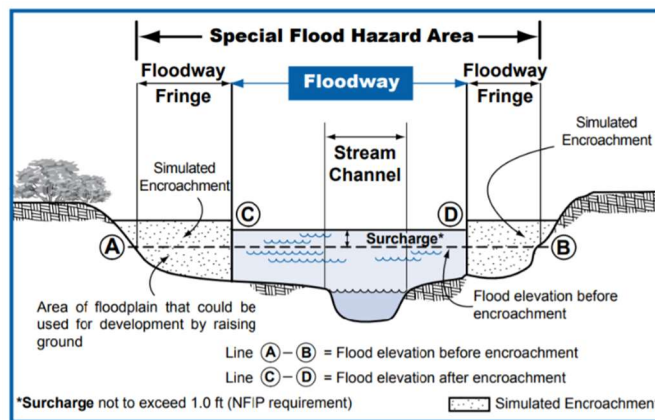 Special Flood Hazard Area
Floodway
Fringe
Floodway
Floodway
Fringe
Simulated
Encroachment
Stream
Channel
Simulated
Encroachment
C
D
A
Surcharge*
B
Area of floodplain that could be
used for development by raising
ground
Flood elevation before
encroachment
Line A – B = Flood elevation before encroachment
Line C – D = Flood elevation after encroachment
*Surcharge not to exceed 1.0 ft (NFIP requirement)
Simulated Encroachment